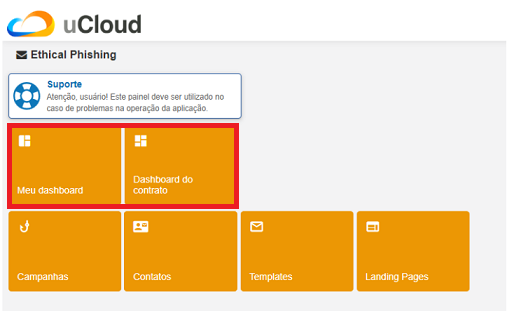 uCloud
Ethical Phishing
Suporte
Atenção, usuário! Este painel deve ser utilizado no
caso de problemas na operação da aplicação.
Meu dashboard
Dashboard do
contrato
Campanhas
Contatos
Templates
Landing Pages